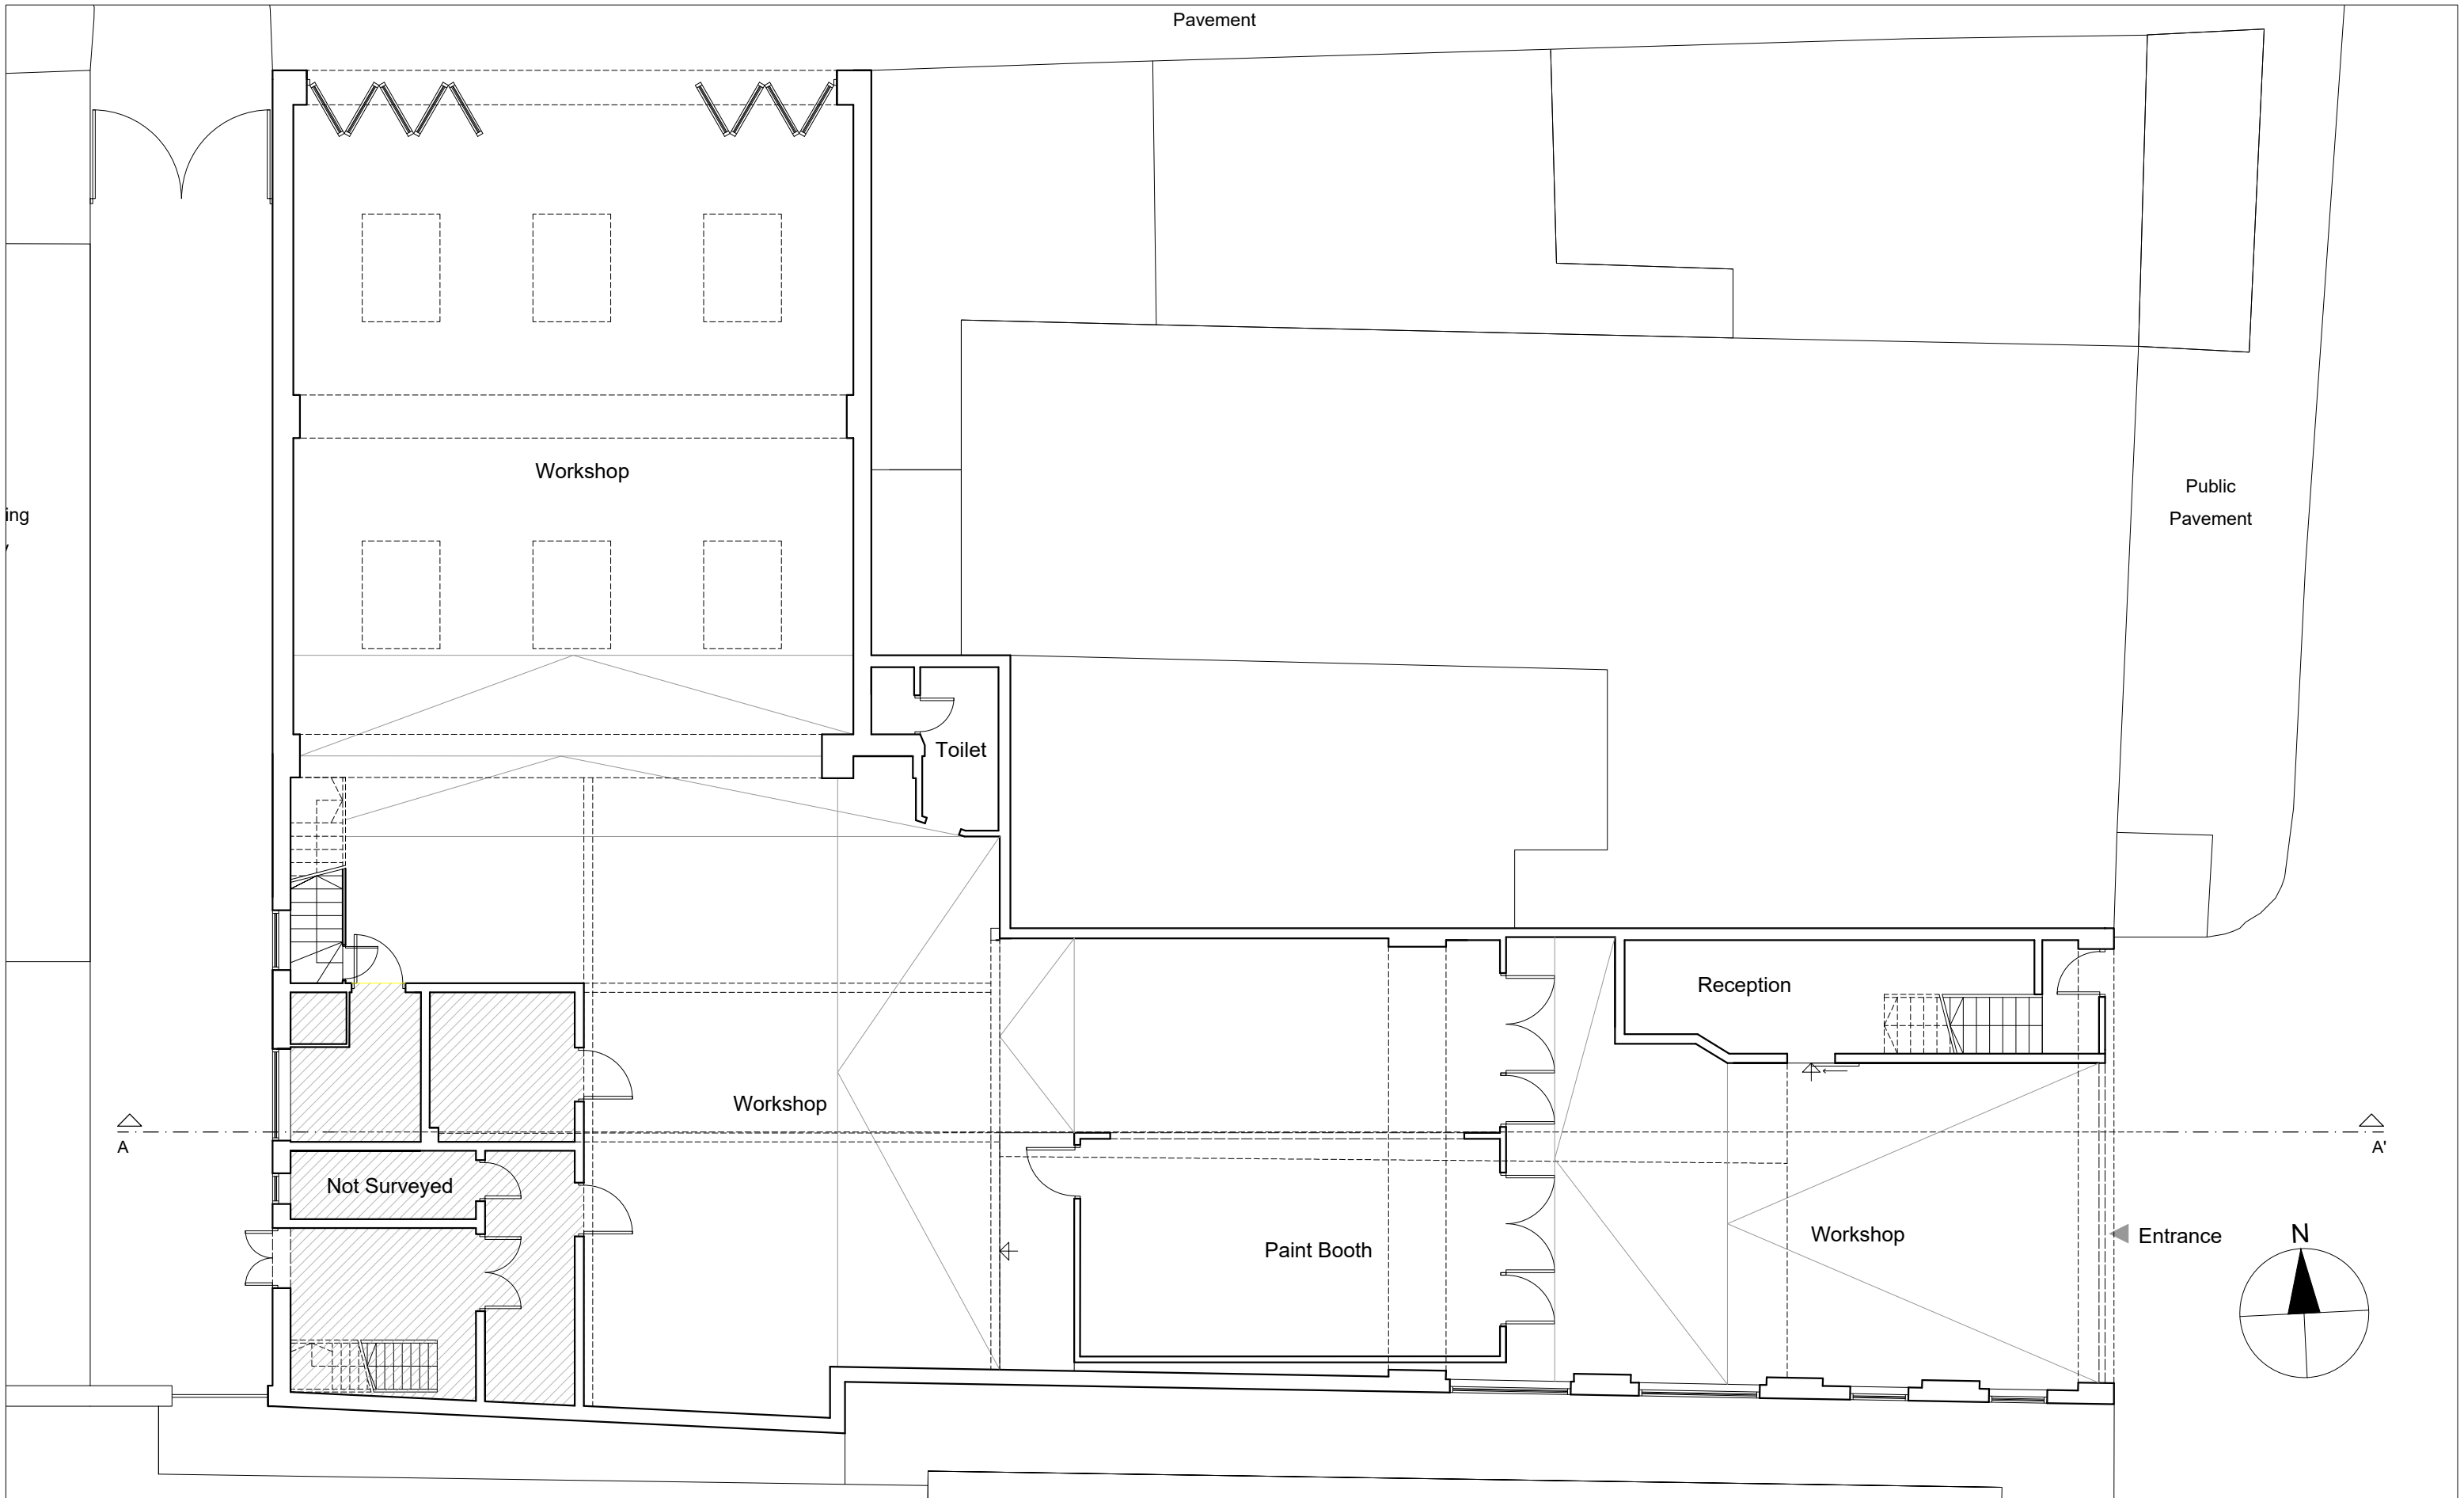 Pavement
Workshop
Public
Pavement
ing
Toilet
Reception
Workshop
A
A'
Not Surveyed
Paint Booth
Workshop
Entrance
N